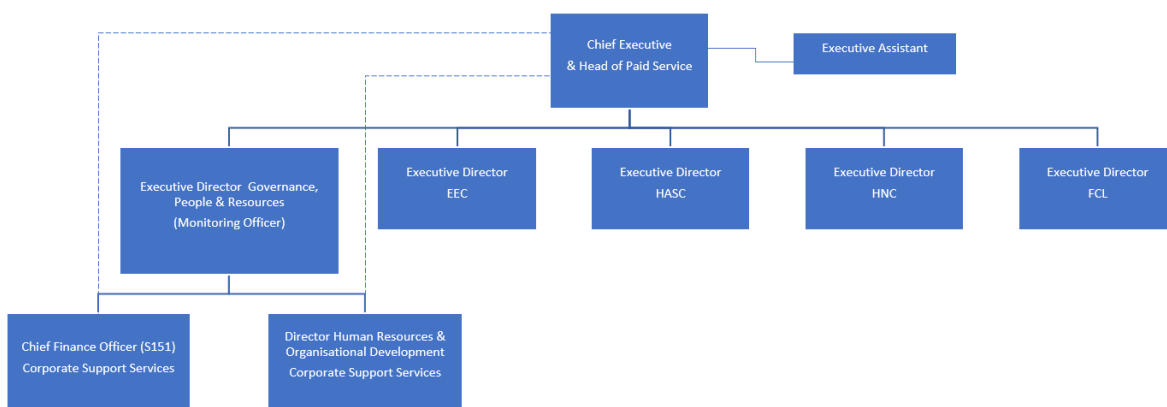 Chief Executive
& Head of Paid Service
Executive Assistant
Executive Director Governance,
People & Resources
(Monitoring Officer)
Executive Director
EEC
Executive Director
HASC
Executive Director
HNC
Executive Director
FCL
Chief Finance Officer (S151)
Corporate Support Services
Director Human Resources &
Organisational Development
Corporate Support Services